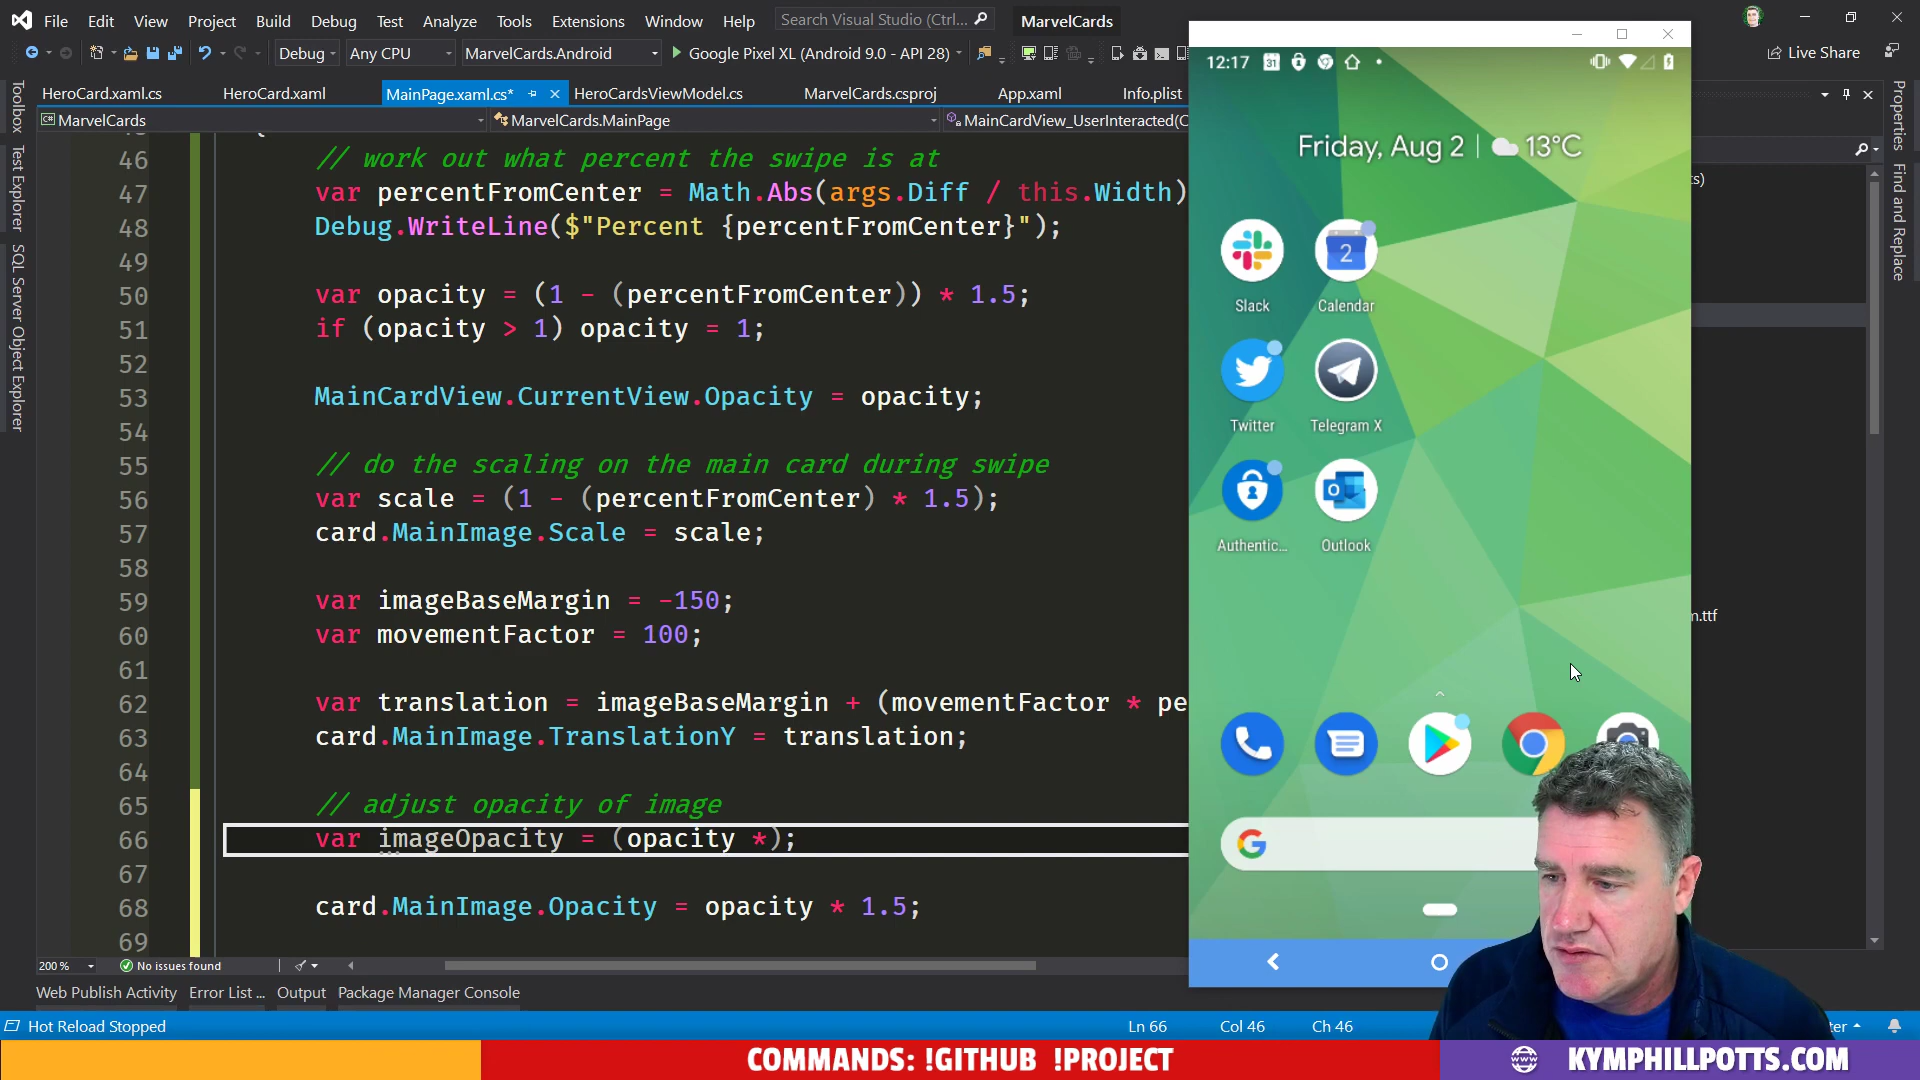 File Edit View Project Build Debug Test Analyze Tools Extensions Window Help Search Visual Studio (Ctrl... MarvelCards
Debug Any CPU MarvelCards.Android Google Pixel XL (Android 9.0 - API 28) Live Share
HeroCard.xaml.cs HeroCard.xaml MainPage.xaml.cs* HeroCardsViewModel.cs MarvelCards.csproj App.xaml Info.plist
MarvelCards MarvelCards.MainPage MainCardView_UserInteracted(C
Toolbox
Test Explorer
SQL Server Object Explorer
46 // work out what percent the swipe is at
47 var percentFromCenter = Math.Abs(args.Diff / this.Width)
48 Debug.WriteLine($"Percent {percentFromCenter}");
49
50 var opacity = (1 - (percentFromCenter)) * 1.5;
51 if (opacity > 1) opacity = 1;
52
53 MainCardView.CurrentView.Opacity = opacity;
54
55 // do the scaling on the main card during swipe
56 var scale = (1 - (percentFromCenter) * 1.5);
57 card.MainImage.Scale = scale;
58
59 var imageBaseMargin = -150;
60 var movementFactor = 100;
61
62 var translation = imageBaseMargin + (movementFactor * pe
63 card.MainImage.TranslationY = translation;
64
65 // adjust opacity of image
66 var imageOpacity = (opacity *);
67
68 card.MainImage.Opacity = opacity * 1.5;
69
200 % No issues found
Web Publish Activity Error List ... Output Package Manager Console
Hot Reload Stopped Ln 66 Col 46 Ch 46
12:17 31
Friday, Aug 2 13°C
2
Slack Calendar
Twitter Telegram X
Authentic... Outlook
G
Properties
Find and Replace
s)
m.ttf
ter
COMMANDS: !GITHUB !PROJECT
KYMPHILLPOTTS.COM